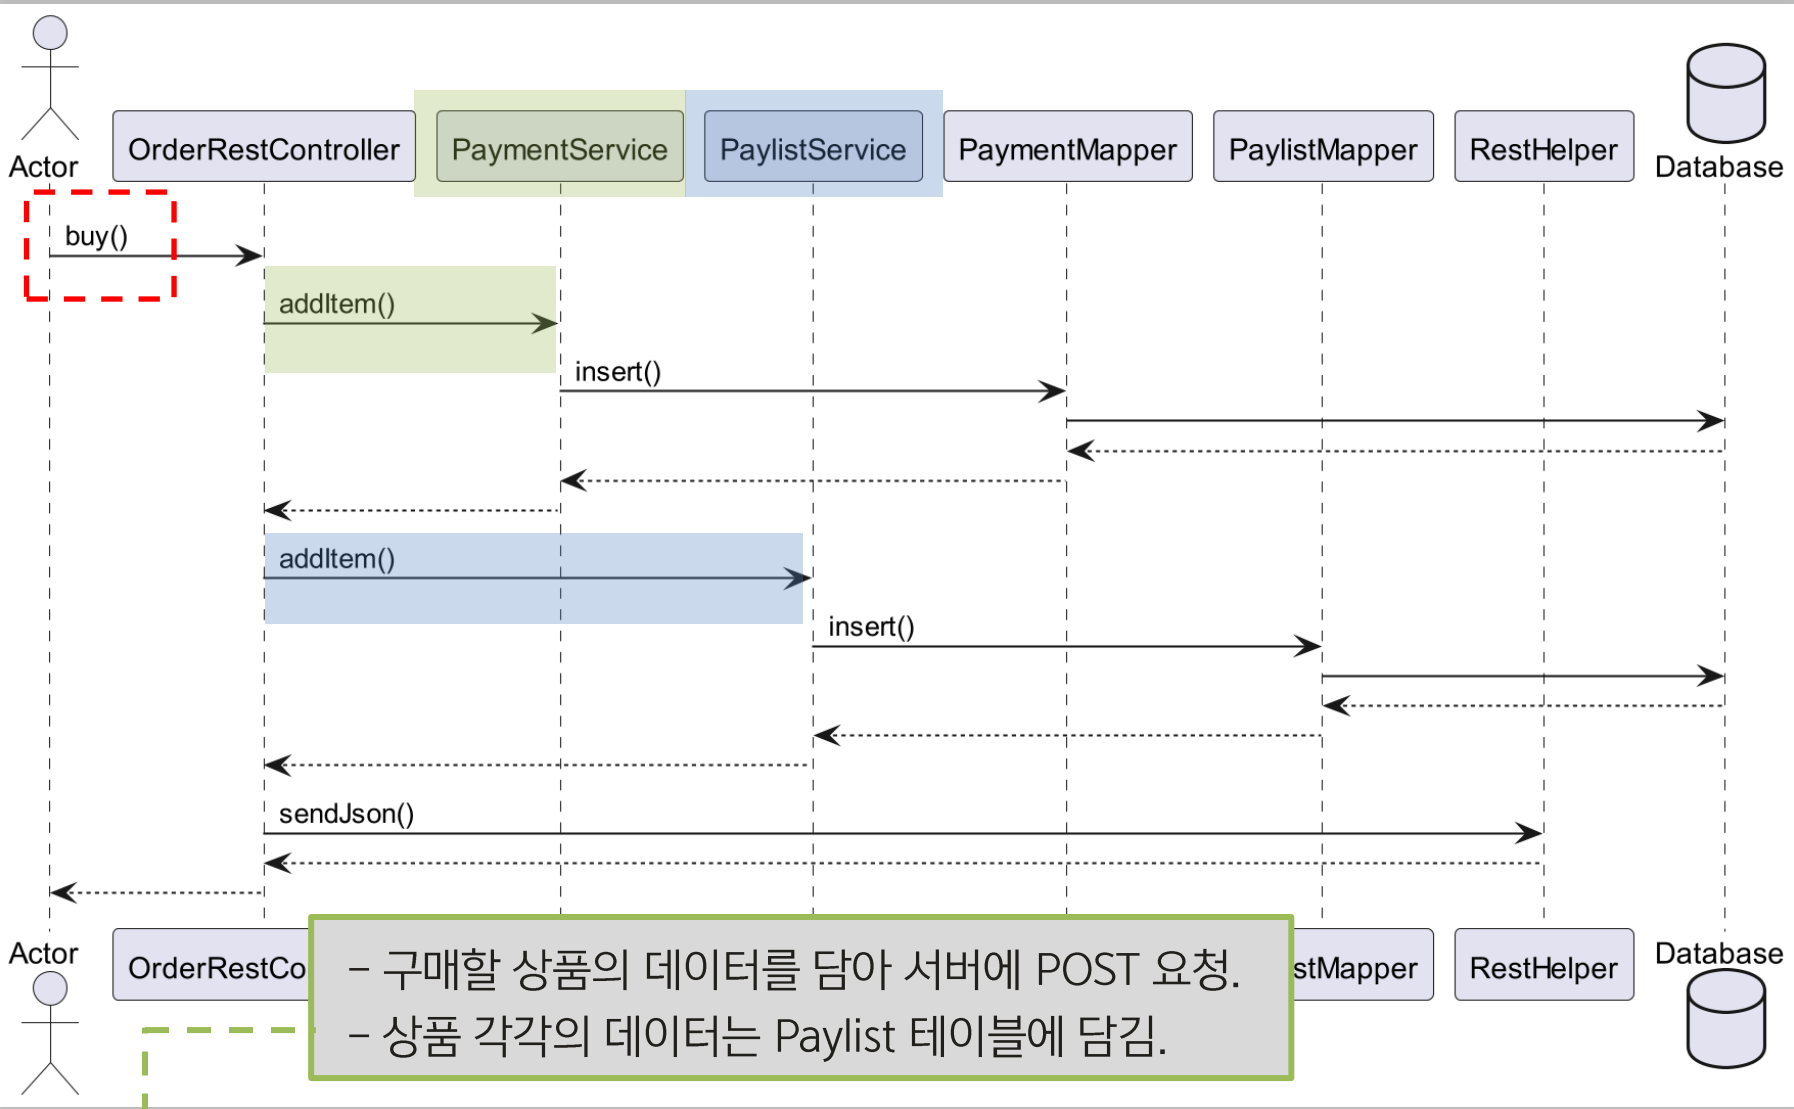 Actor
OrderRestController
PaymentService
PaylistService
PaymentMapper
PaylistMapper
RestHelper
Database
buy()
addItem()
insert()
addItem()
insert()
sendJson()
Actor
OrderRestCo
stMapper
RestHelper
Database
- 구매할 상품의 데이터를 담아 서버에 POST 요청.
- 상품 각각의 데이터는 Paylist 테이블에 담김.